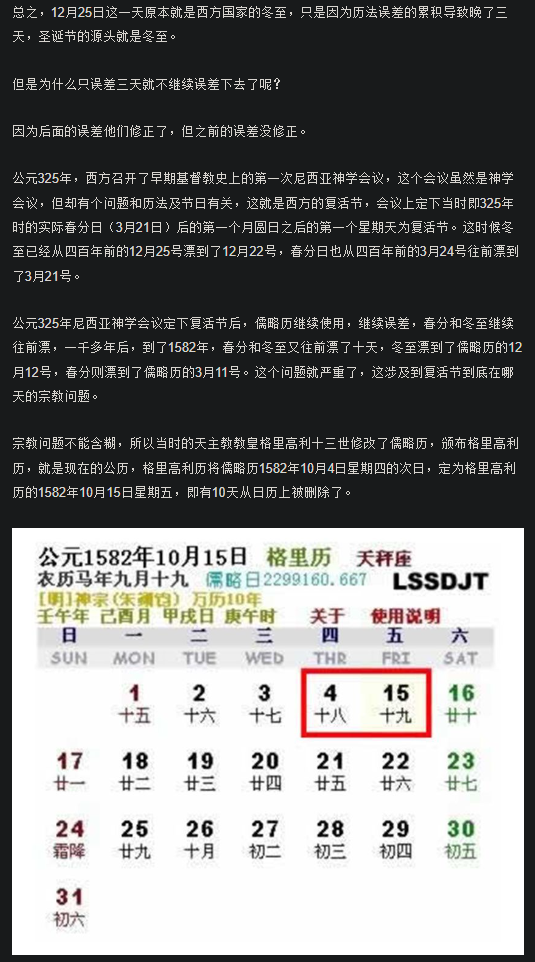 总之，12月25日这一天原本就是西方国家的冬至，只是因为历法误差的累积导致晚了三
天，圣诞节的源头就是冬至。
但是为什么只误差三天就不继续误差下去了呢？
因为后面的误差他们修正了，但之前的误差没修正。
公元325年，西方召开了早期基督教史上的第一次尼西亚神学会议，这个会议虽然是神学
会议，但却有个问题和历法及节日有关，这就是西方的复活节，会议上定下当时即325年
时的实际春分日（3月21日）后的第一个月圆日之后的第一个星期天为复活节。这时候冬
至已经从四百年前的12月25号漂到了12月22号，春分日也从四百年前的3月24号往前漂到
了3月21号。
公元325年尼西亚神学会议定下复活节后，儒略历继续使用，继续误差，春分和冬至继续
往前漂，一千多年后，到了1582年，春分和冬至又往前漂了十天，冬至漂到了儒略历的12
月12号，春分则漂到了儒略历的3月11号。这个问题就严重了，这涉及到复活节到底在哪
天的宗教问题。
宗教问题不能含糊，所以当时的天主教教皇格里高利十三世修改了儒略历，颁布格里高利
历，就是现在的公历，格里高利历将儒略历1582年10月4日星期四的次日，定为格里高利
历的1582年10月15日星期五，即有10天从日历上被删除了。
公元1582年10月15日 格里历 天秤座
农历马年九月十九 儒略日2299160.667 LSSDJT
[明]神宗(朱翊钧) 万历10年
壬午年 己酉月 甲戌日 庚午时 关于 使用说明
日 一 二 三 四 五 六
SUN MON TUE WED THR FRI SAT
1 2 3 4 15 16
十五 十六 十七 十八 十九 廿十
17 18 19 20 21 22 23
廿一 廿二 廿三 廿四 廿五 廿六 廿七
24 25 26 27 28 29 30
霜降 廿九 十月 初二 初三 初四 初五
31
初六